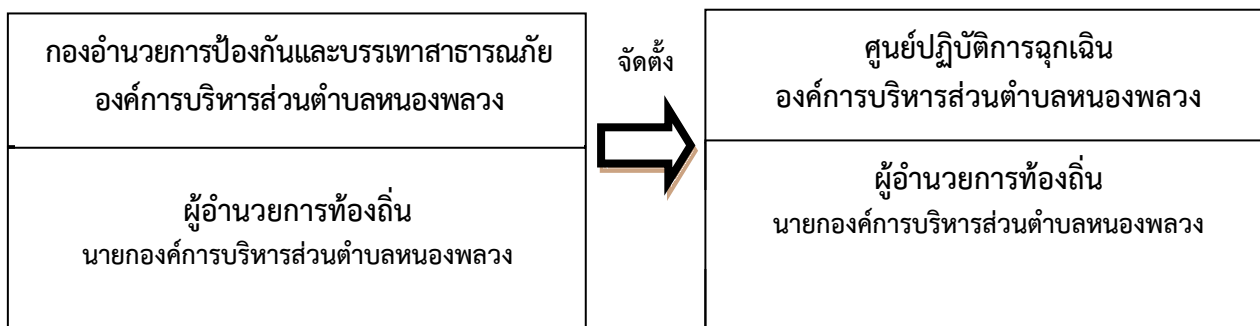 กองอำนวยการป้องกันและบรรเทาสาธารณภัย
องค์การบริหารส่วนตำบลหนองพลวง
ผู้อำนวยการท้องถิ่น
นายกองค์การบริหารส่วนตำบลหนองพลวง
จัดตั้ง
ศูนย์ปฏิบัติการฉุกเฉิน
องค์การบริหารส่วนตำบลหนองพลวง
ผู้อำนวยการท้องถิ่น
นายกองค์การบริหารส่วนตำบลหนองพลวง